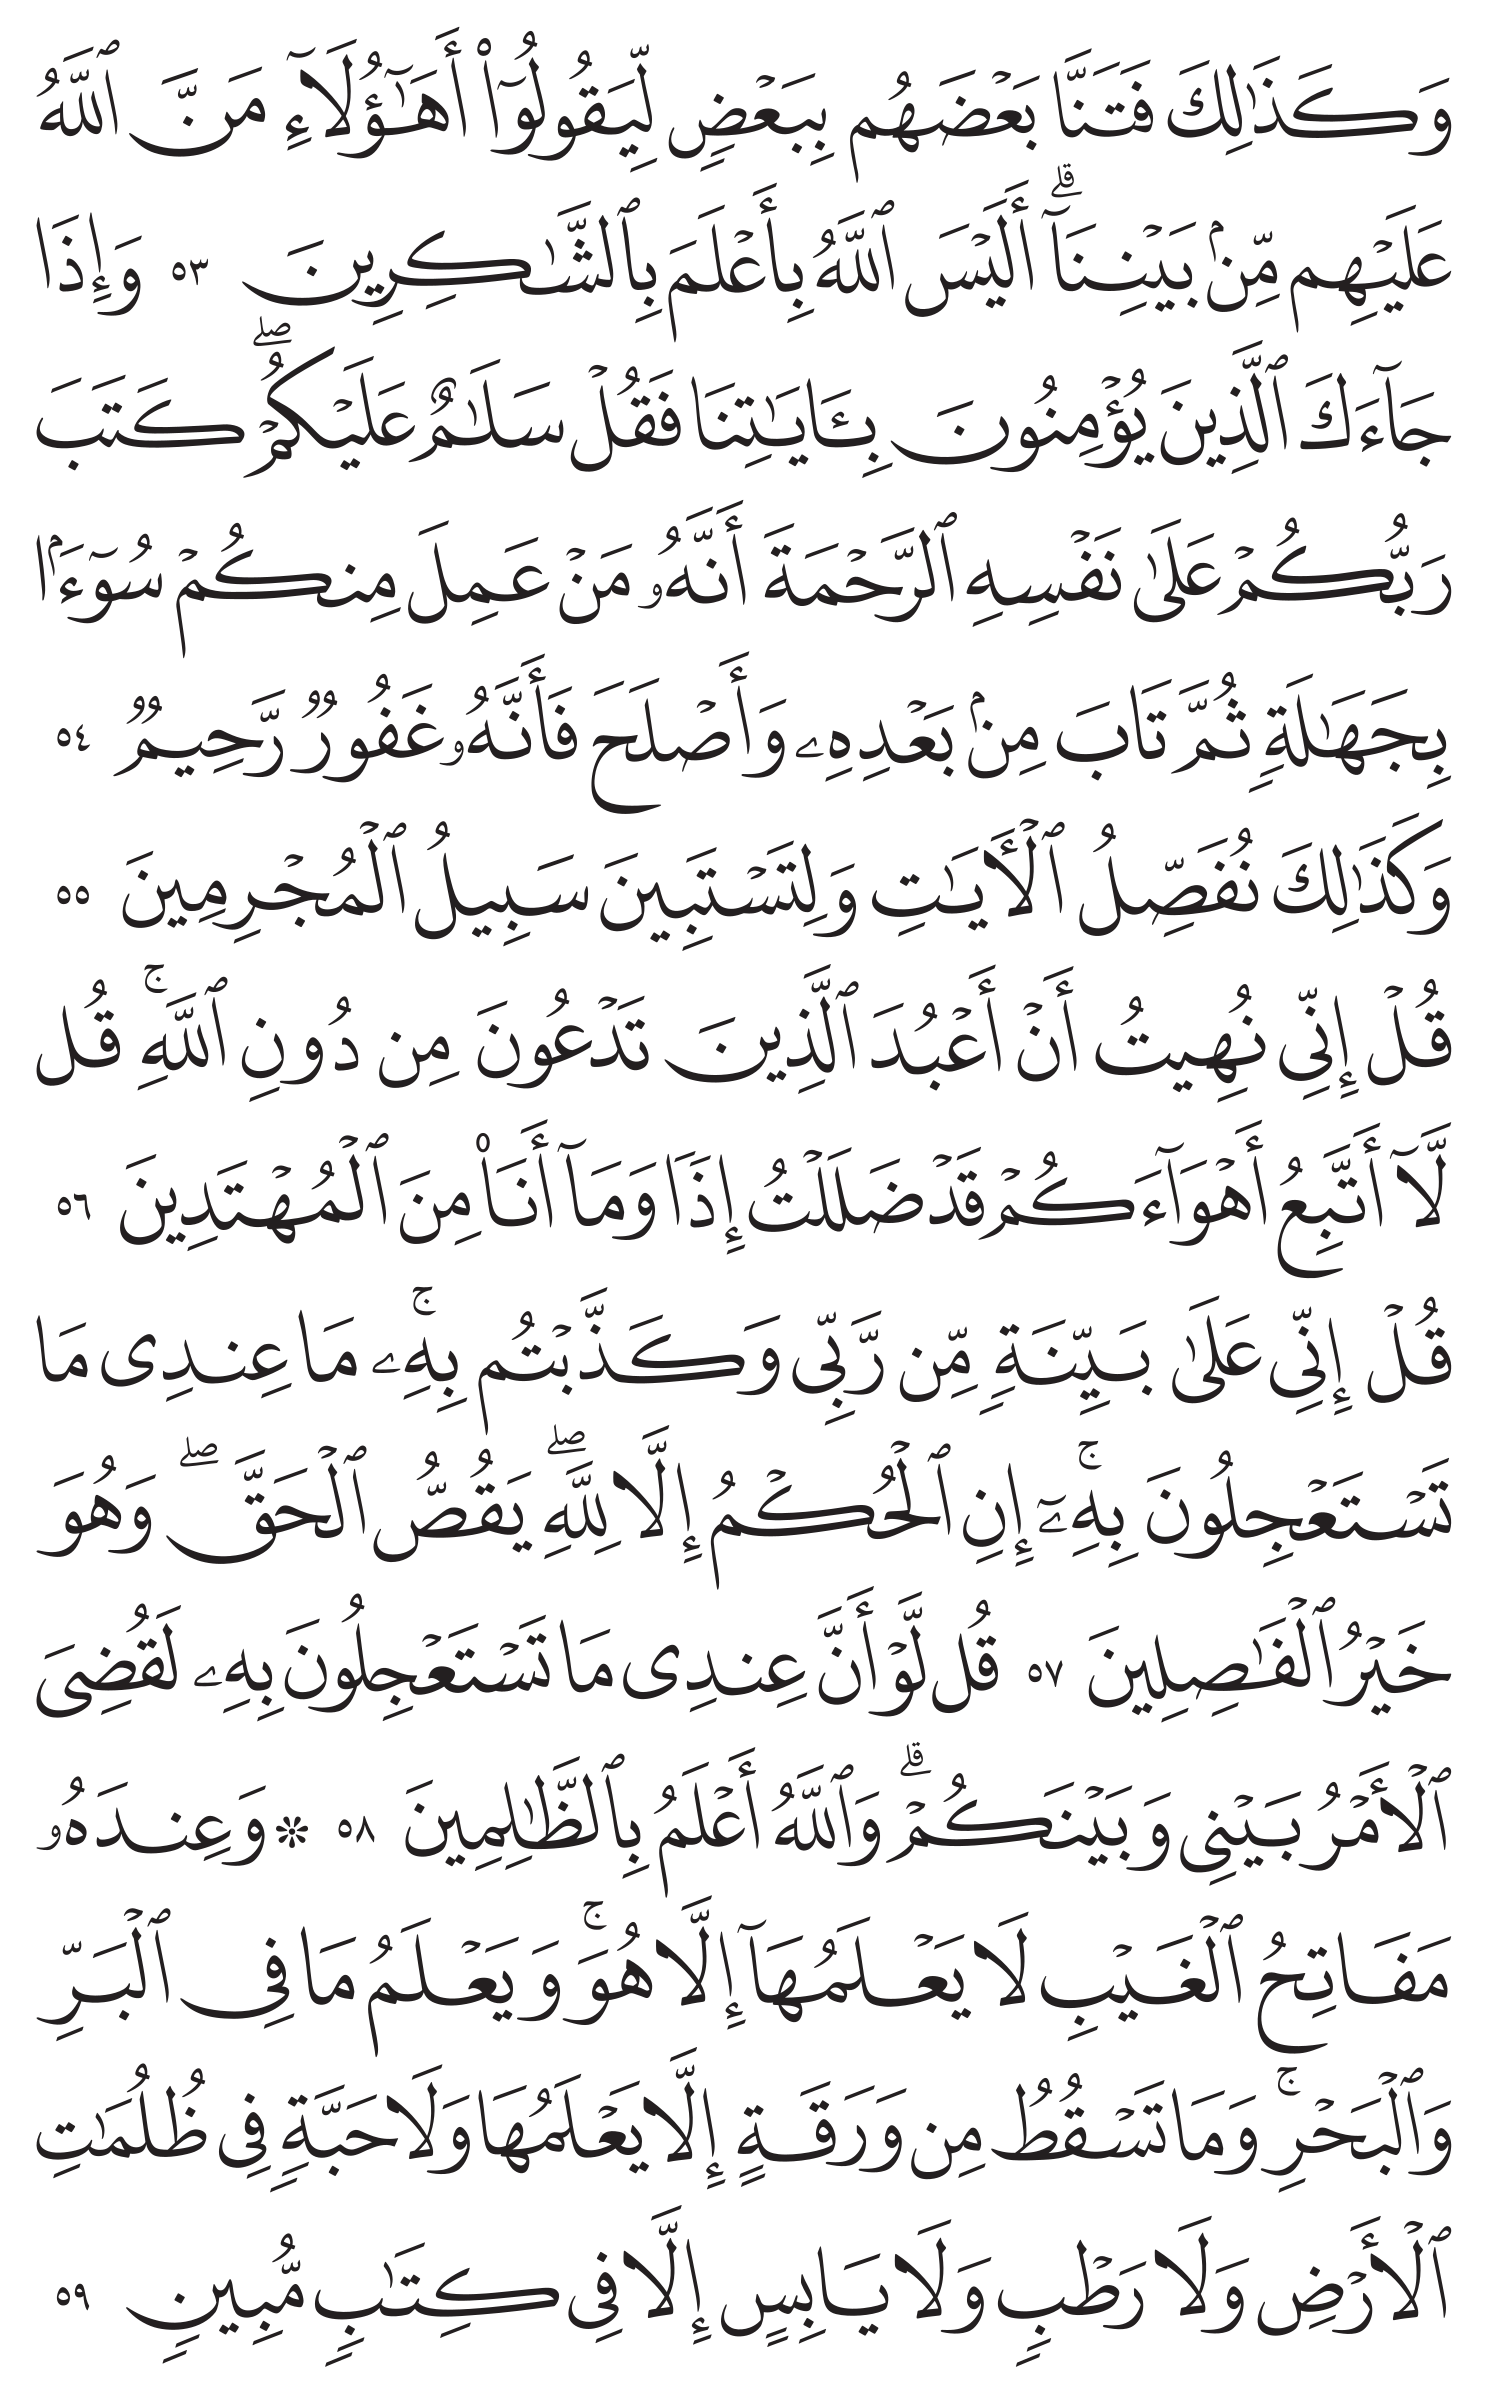 وَكَذَٰلِكَ فَتَنَّا بَعۡضَهُم بِبَعۡضٖ لِّيَقُولُوٓاْ أَهَٰٓؤُلَآءِ مَنَّ ٱللَّهُ
عَلَيۡهِم مِّنۢ بَيۡنِنَآۗ أَلَيۡسَ ٱللَّهُ بِأَعۡلَمَ بِٱلشَّٰكِرِينَ ٥٣ وَإِذَا
جَآءَكَ ٱلَّذِينَ يُؤۡمِنُونَ بِـَٔايَٰتِنَا فَقُلۡ سَلَٰمٌ عَلَيۡكُمۡۖ كَتَبَ
رَبُّكُمۡ عَلَىٰ نَفۡسِهِ ٱلرَّحۡمَةَ أَنَّهُۥ مَنۡ عَمِلَ مِنكُمۡ سُوٓءَۢا
بِجَهَٰلَةٖ ثُمَّ تَابَ مِنۢ بَعۡدِهِۦ وَأَصۡلَحَ فَأَنَّهُۥ غَفُورٞ رَّحِيمٞ ٥٤
وَكَذَٰلِكَ نُفَصِّلُ ٱلۡأٓيَٰتِ وَلِتَسۡتَبِينَ سَبِيلُ ٱلۡمُجۡرِمِينَ ٥٥
قُلۡ إِنِّي نُهِيتُ أَنۡ أَعۡبُدَ ٱلَّذِينَ تَدۡعُونَ مِن دُونِ ٱللَّهِۚ قُل
لَّآ أَتَّبِعُ أَهۡوَآءَكُمۡ قَدۡ ضَلَلۡتُ إِذٗا وَمَآ أَنَا۠ مِنَ ٱلۡمُهۡتَدِينَ ٥٦
قُلۡ إِنِّي عَلَىٰ بَيِّنَةٖ مِّن رَّبِّي وَكَذَّبۡتُم بِهِۦۚ مَا عِندِي مَا
تَسۡتَعۡجِلُونَ بِهِۦٓۚ إِنِ ٱلۡحُكۡمُ إِلَّا لِلَّهِۖ يَقُصُّ ٱلۡحَقَّۖ وَهُوَ
خَيۡرُ ٱلۡفَٰصِلِينَ ٥٧ قُل لَّوۡ أَنَّ عِندِي مَا تَسۡتَعۡجِلُونَ بِهِۦ لَقُضِيَ
ٱلۡأَمۡرُ بَيۡنِي وَبَيۡنَكُمۡۗ وَٱللَّهُ أَعۡلَمُ بِٱلظَّٰلِمِينَ ٥٨ ۞ وَعِندَهُۥ
مَفَاتِحُ ٱلۡغَيۡبِ لَا يَعۡلَمُهَآ إِلَّا هُوَۚ وَيَعۡلَمُ مَا فِي ٱلۡبَرِّ
وَٱلۡبَحۡرِۚ وَمَا تَسۡقُطُ مِن وَرَقَةٍ إِلَّا يَعۡلَمُهَا وَلَا حَبَّةٖ فِي ظُلُمَٰتِ
ٱلۡأَرۡضِ وَلَا رَطۡبٖ وَلَا يَابِسٍ إِلَّا فِي كِتَٰبٖ مُّبِينٖ ٥٩